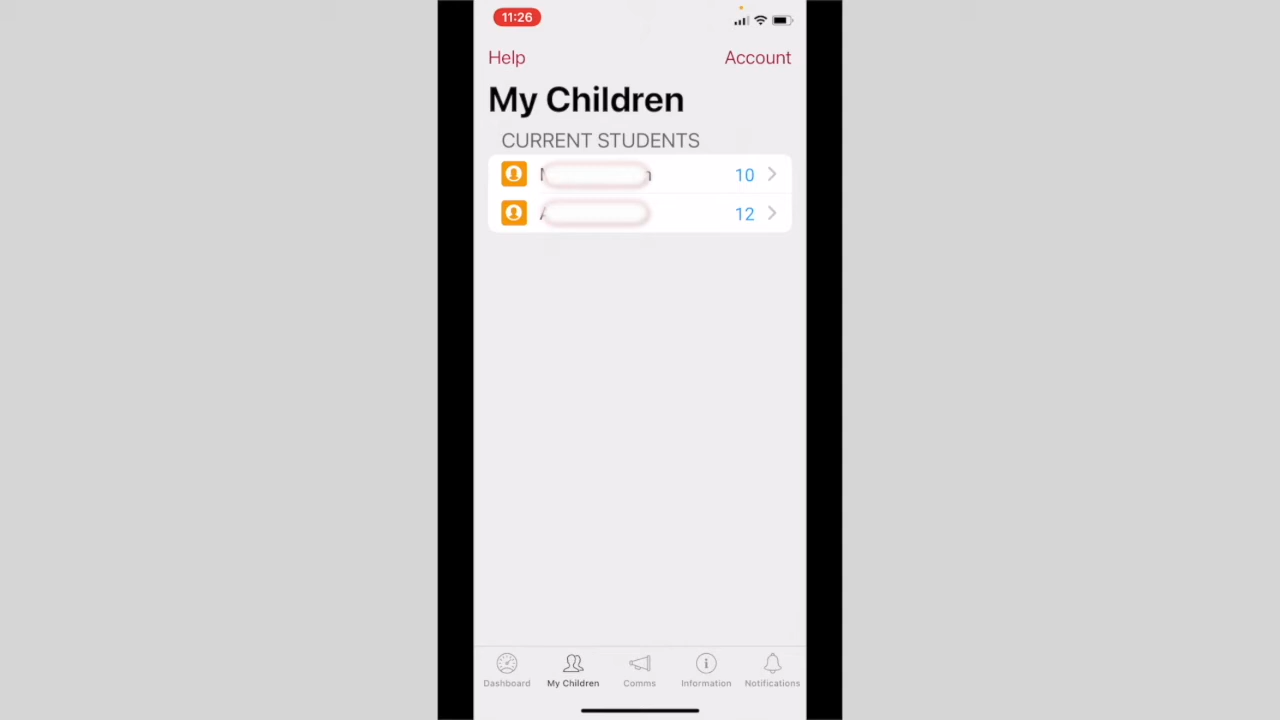 11:26
Help Account
My Children
CURRENT STUDENTS
10
12
Dashboard My Children Comms Information Notifications